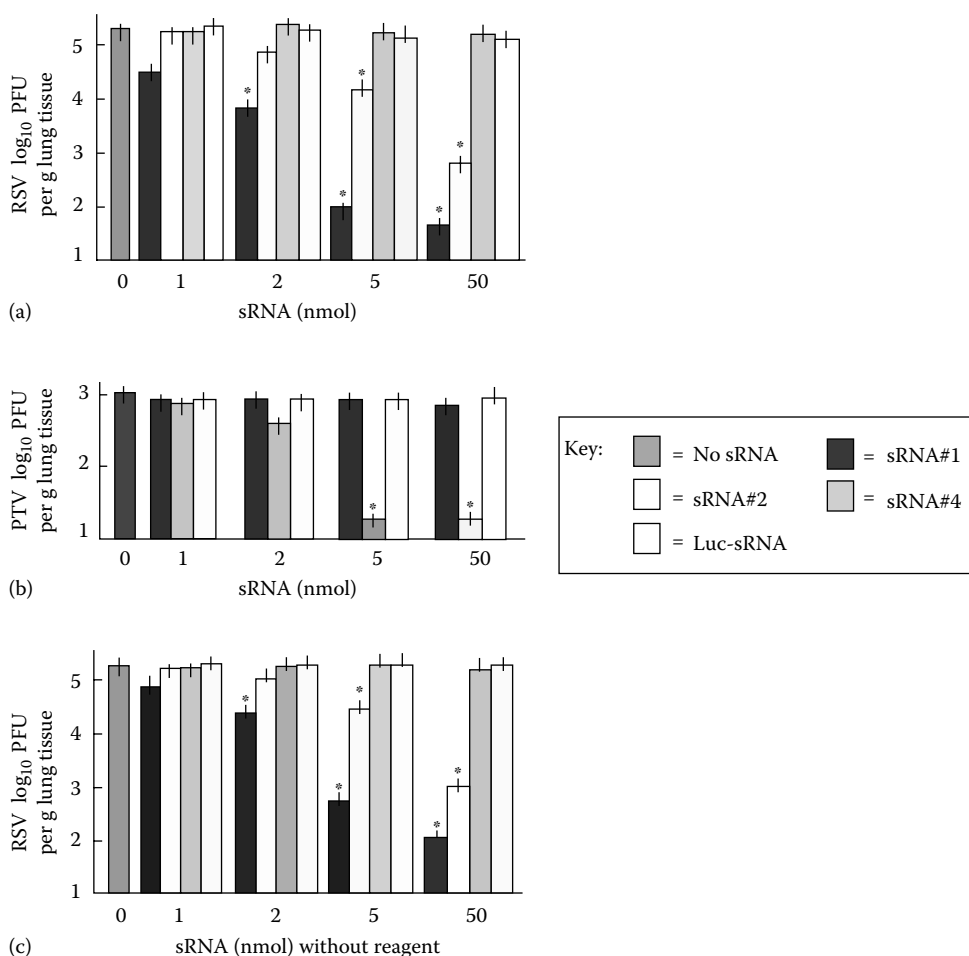 RSV log10 PFU
per g lung tissue
5
4
3
2
1
* * * * *
0 1 2 5 50
sRNA (nmol)
(a)
PTV log10 PFU
per g lung tissue
3
2
1
* *
0 1 2 5 50
sRNA (nmol)
(b)
Key:
= No sRNA
= sRNA#1
= sRNA#2
= sRNA#4
= Luc-sRNA
RSV log10 PFU
per g lung tissue
5
4
3
2
1
* * * * *
0 1 2 5 50
sRNA (nmol) without reagent
(c)